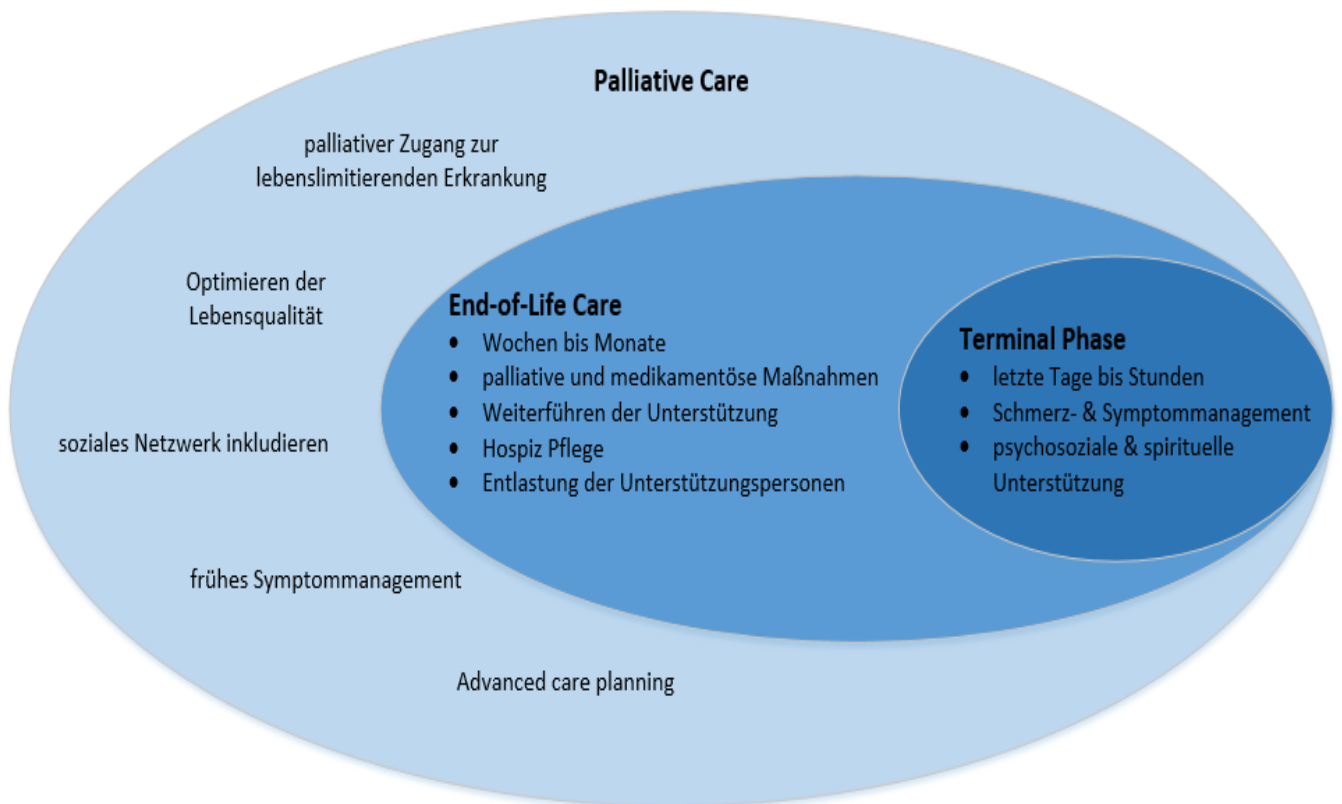 Palliative Care
palliativer Zugang zur
lebenslimitierenden Erkrankung
Optimieren der
Lebensqualität
soziales Netzwerk inkludieren
frühes Symptommanagement
Advanced care planning
End-of-Life Care
• Wochen bis Monate
• palliative und medikamentöse Maßnahmen
• Weiterführen der Unterstützung
• Hospiz Pflege
• Entlastung der Unterstützungspersonen
Terminal Phase
• letzte Tage bis Stunden
• Schmerz- & Symptommanagement
• psychosoziale & spirituelle
Unterstützung